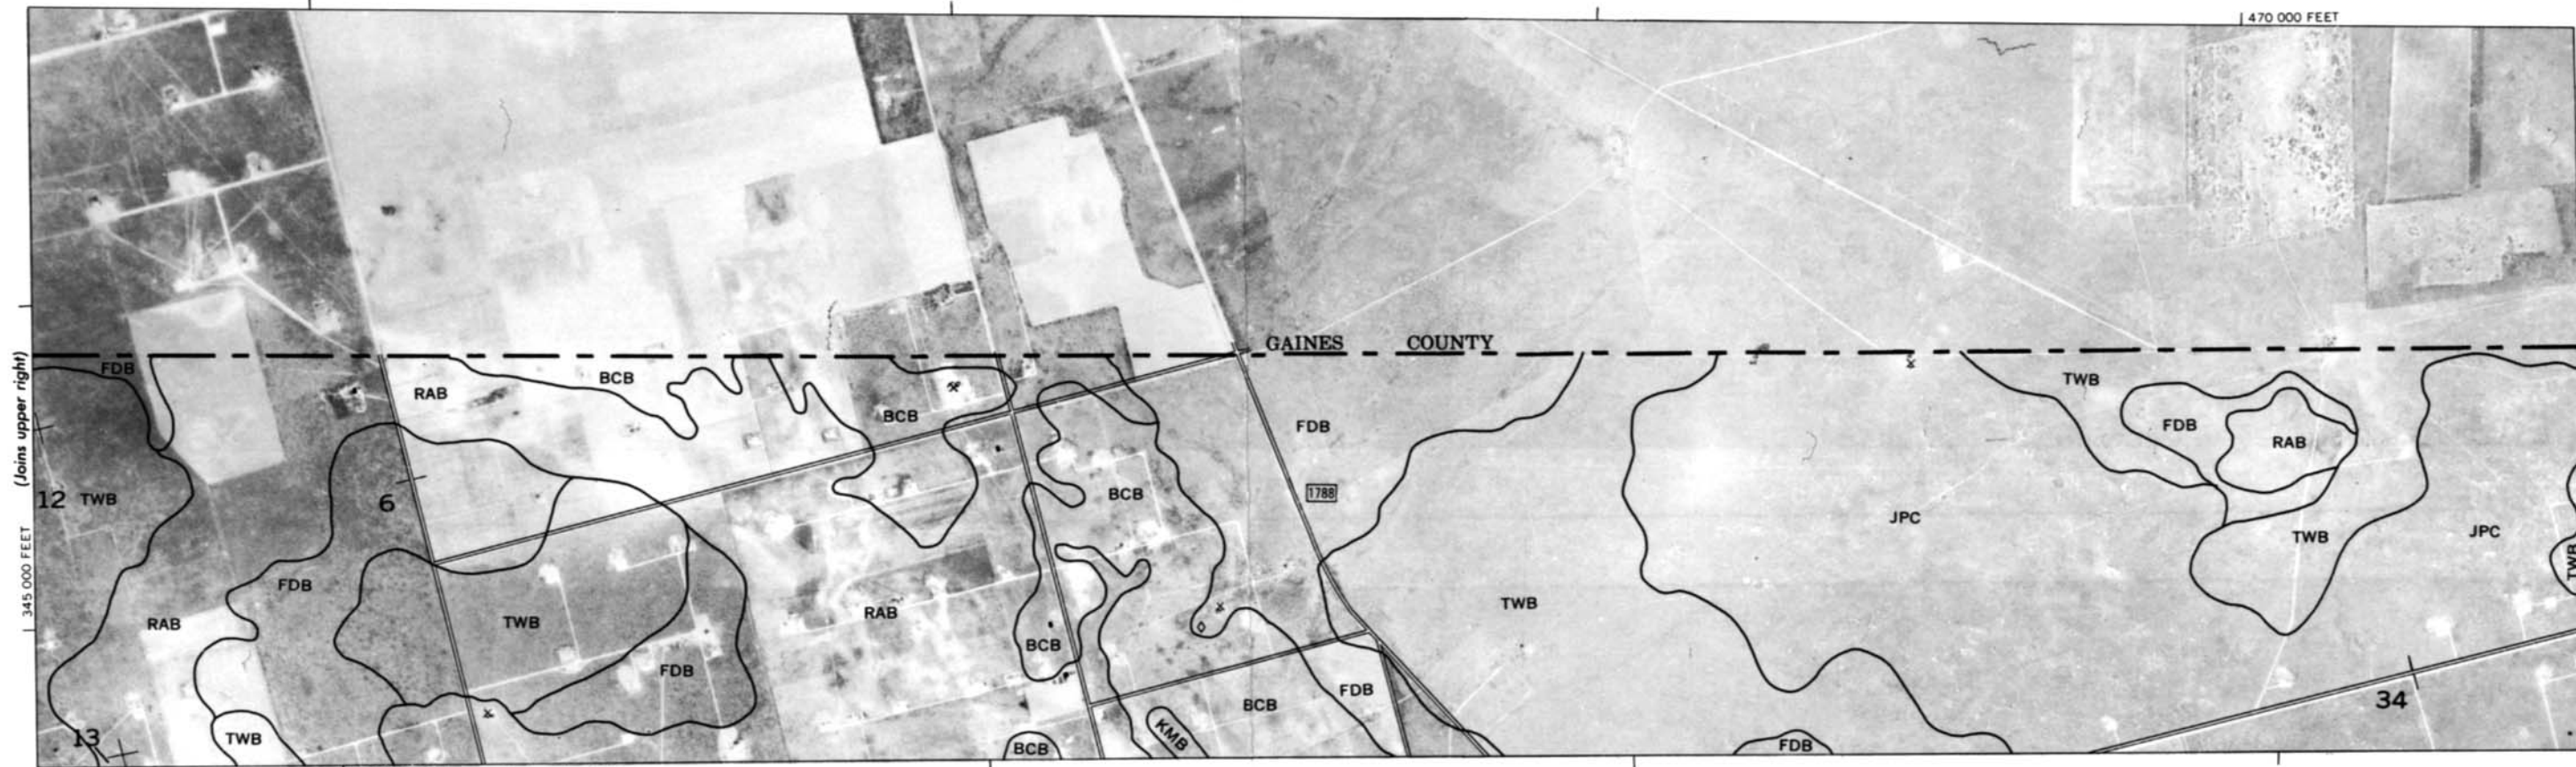 470 000 FEET
GAINES COUNTY
(Joins upper right)
FDB
BCB
TWB
RAB
BCB
FDB
FDB
RAB
1788
12 TWB
6
BCB
JPC
TWB
JPC
345 000 FEET
FDB
TWB
RAB
TWB
RAB
TWB
BCB
FDB
FDB
BCB
34
13
TWB
KMB
BCB
FDB